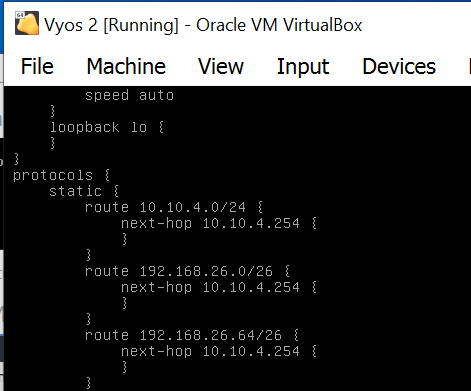 Vyos 2 [Running] - Oracle VM VirtualBox
File Machine View Input Devices
speed auto
}
loopback lo {
}
}
protocols {
static {
route 10.10.4.0/24 {
next-hop 10.10.4.254 {
}
}
route 192.168.26.0/26 {
next-hop 10.10.4.254 {
}
}
route 192.168.26.64/26 {
next-hop 10.10.4.254 {
}
}